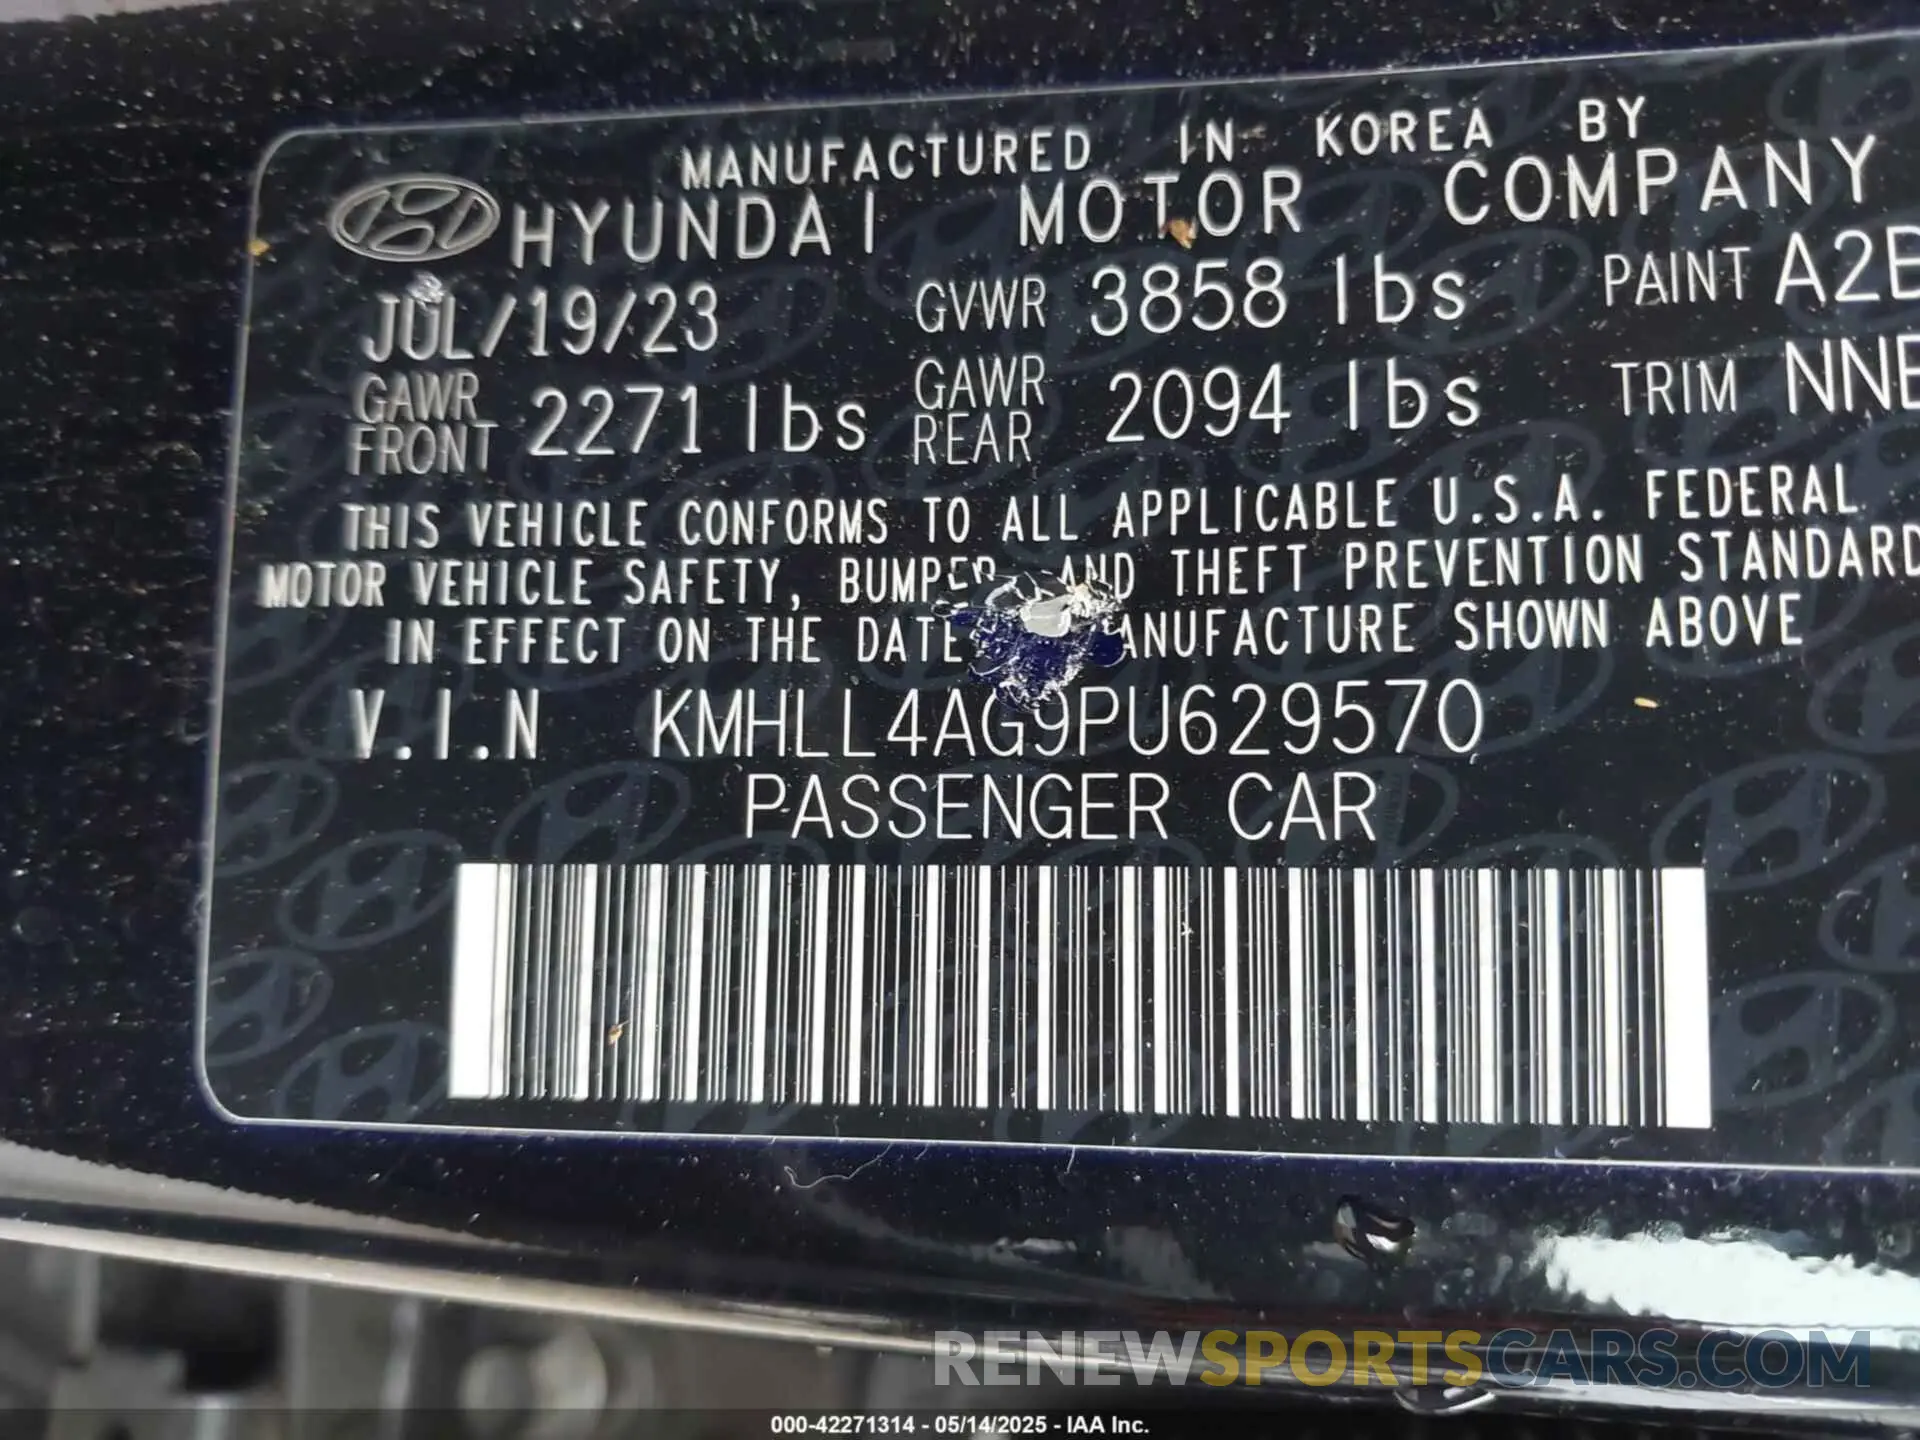 MANUFACTURED IN KOREA BY
HYUNDAI MOTOR COMPANY
JUL/19/23 GVWR 3858 lbs PAINT A2B
GAWR FRONT 2271 lbs GAWR REAR 2094 lbs TRIM NNB
THIS VEHICLE CONFORMS TO ALL APPLICABLE U.S.A. FEDERAL
MOTOR VEHICLE SAFETY, BUMPER, AND THEFT PREVENTION STANDARD
IN EFFECT ON THE DATE MANUFACTURE SHOWN ABOVE
V.I.N KMHLL4AG9PU629570
PASSENGER CAR
RENEWSPORTSCARS.COM
000-42271314 - 05/14/2025 - IAA Inc.